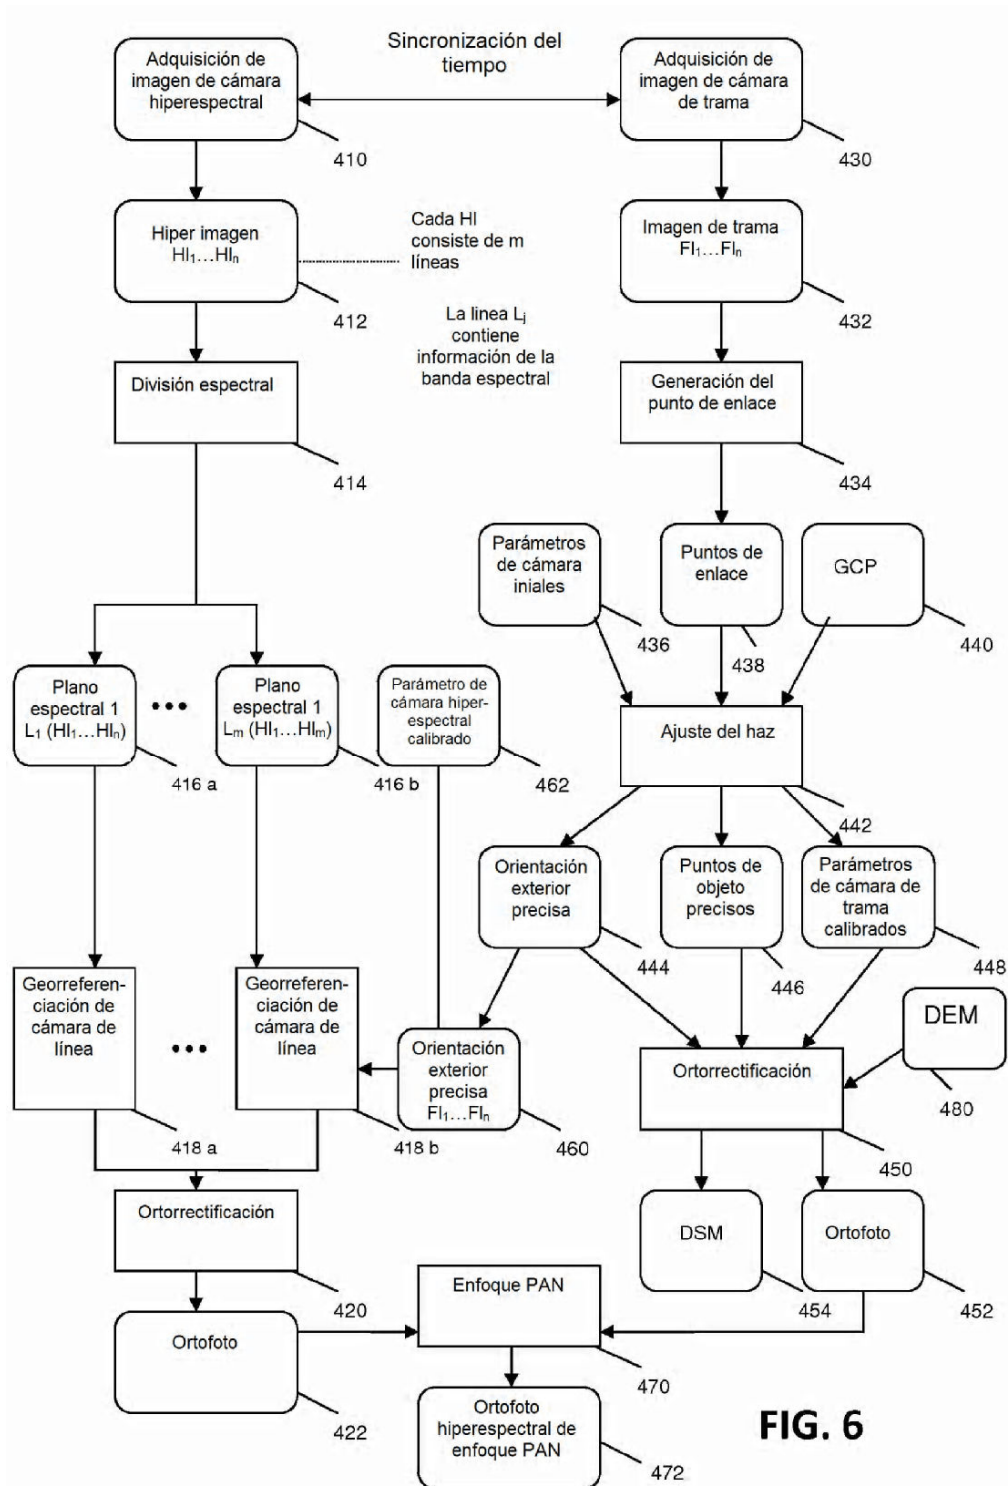 Sincronización del
tiempo
Adquisición de
imagen de cámara
hiperespectral
410
Adquisición de
imagen de cámara
de trama
430
Hiper imagen
HI₁...HIₙ
412
Cada HI
consiste de m
líneas
Imagen de trama
FI₁...FIₙ
432
La linea Lⱼ
contiene
información de la
banda espectral
División espectral
414
Generación del
punto de enlace
434
Parámetros
de cámara
iniales
436
Puntos de
enlace
438
GCP
440
Plano
espectral 1
L₁ (HI₁...HIₙ)
416 a
Plano
espectral 1
Lₘ (HI₁...HIₘ)
416 b
Parámetro de
cámara hiper-
espectral
calibrado
462
Ajuste del haz
442
Orientación
exterior
precisa
444
Puntos de
objeto
precisos
446
Parámetros
de cámara de
trama
calibrados
448
Georreferen-
ciación de
cámara de
línea
418 a
Georreferen-
ciación de
cámara de
línea
418 b
Orientación
exterior
precisa
FI₁...FIₙ
460
DEM
480
Ortorrectificación
450
Ortorrectificación
420
DSM
454
Ortofoto
452
Enfoque PAN
470
Ortofoto
422
Ortofoto
hiperespectral de
enfoque PAN
472
FIG. 6